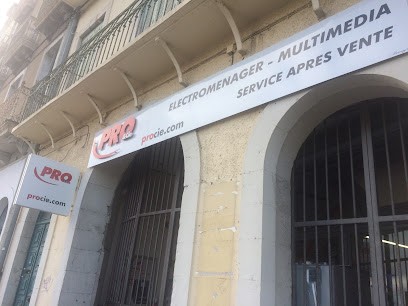 PRO
procie.com
ELECTROMENAGER - MULTIMEDIA
SERVICE APRES VENTE
PRO
procie.com